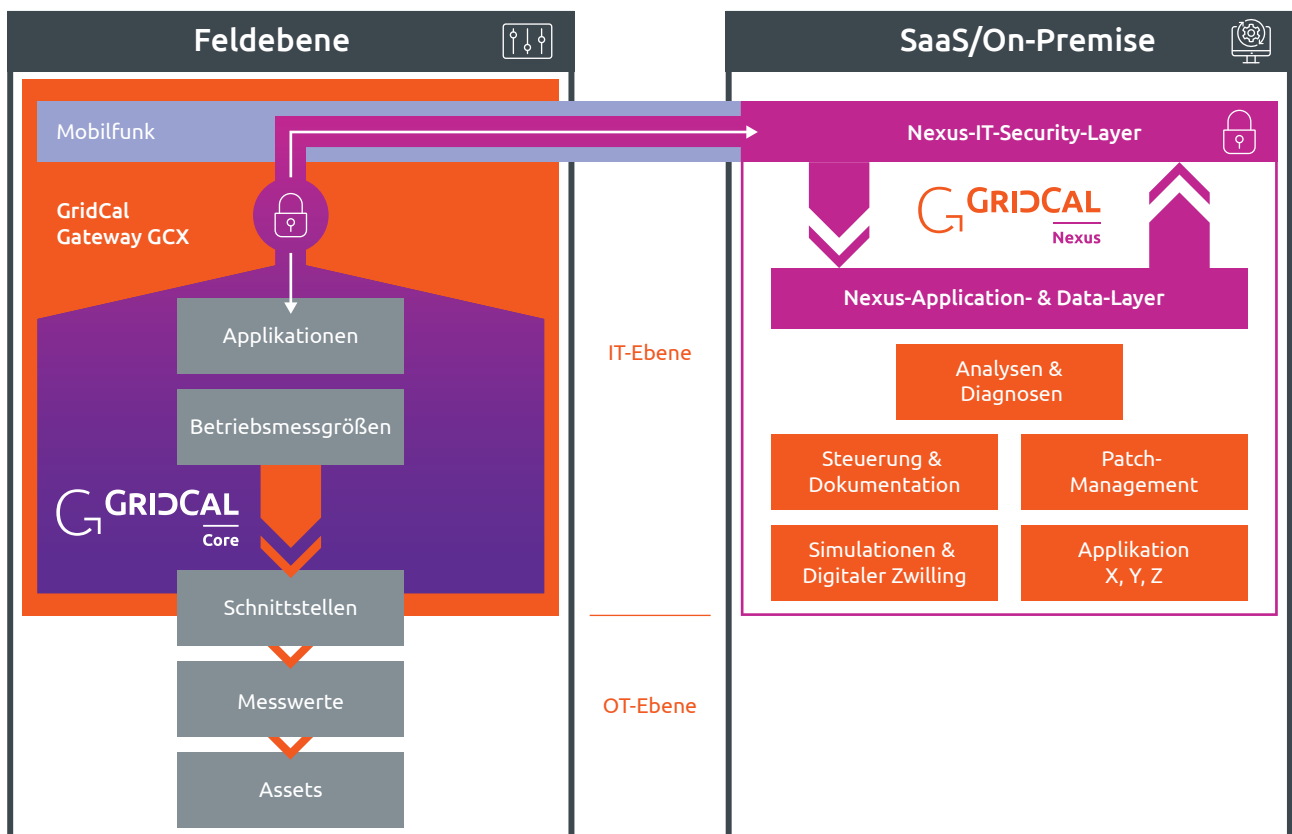 Feldebene
Mobilfunk
GridCal
Gateway GCX
Applikationen
Betriebsmessgrößen
GRIDCAL
Core
Schnittstellen
Messwerte
Assets
IT-Ebene
OT-Ebene
SaaS/On-Premise
Nexus-IT-Security-Layer
GRIDCAL
Nexus
Nexus-Application- & Data-Layer
Analysen &
Diagnosen
Steuerung &
Dokumentation
Patch-
Management
Simulationen &
Digitaler Zwilling
Applikation
X, Y, Z